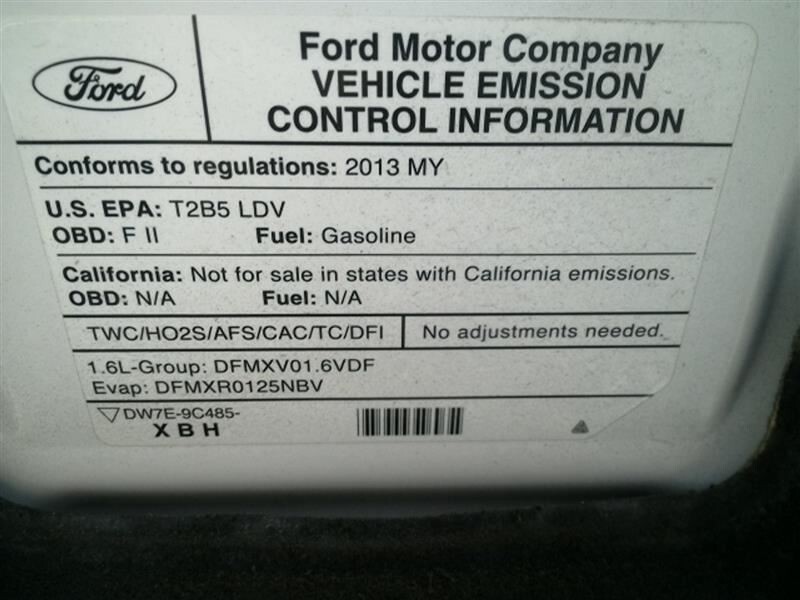 Ford
Ford Motor Company
VEHICLE EMISSION
CONTROL INFORMATION
Conforms to regulations: 2013 MY
U.S. EPA: T2B5 LDV
OBD: F II Fuel: Gasoline
California: Not for sale in states with California emissions.
OBD: N/A Fuel: N/A
TWC/HO2S/AFS/CAC/TC/DFI
No adjustments needed.
1.6L-Group: DFMXV01.6VDF
Evap: DFMXR0125NBV
DW7E-9C485-
XBH